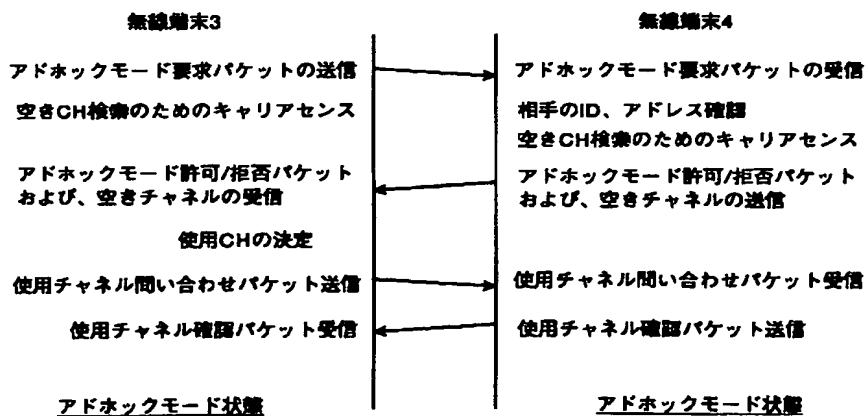 無線端末3
無線端末4
アドホックモード要求パケットの送信
アドホックモード要求パケットの受信
空きCH検索のためのキャリアセンス
相手のID、アドレス確認
空きCH検索のためのキャリアセンス
アドホックモード許可/拒否パケット
および、空きチャネルの受信
アドホックモード許可/拒否パケット
および、空きチャネルの送信
使用CHの決定
使用チャネル問い合わせパケット送信
使用チャネル問い合わせパケット受信
使用チャネル確認パケット受信
使用チャネル確認パケット送信
アドホックモード状態
アドホックモード状態